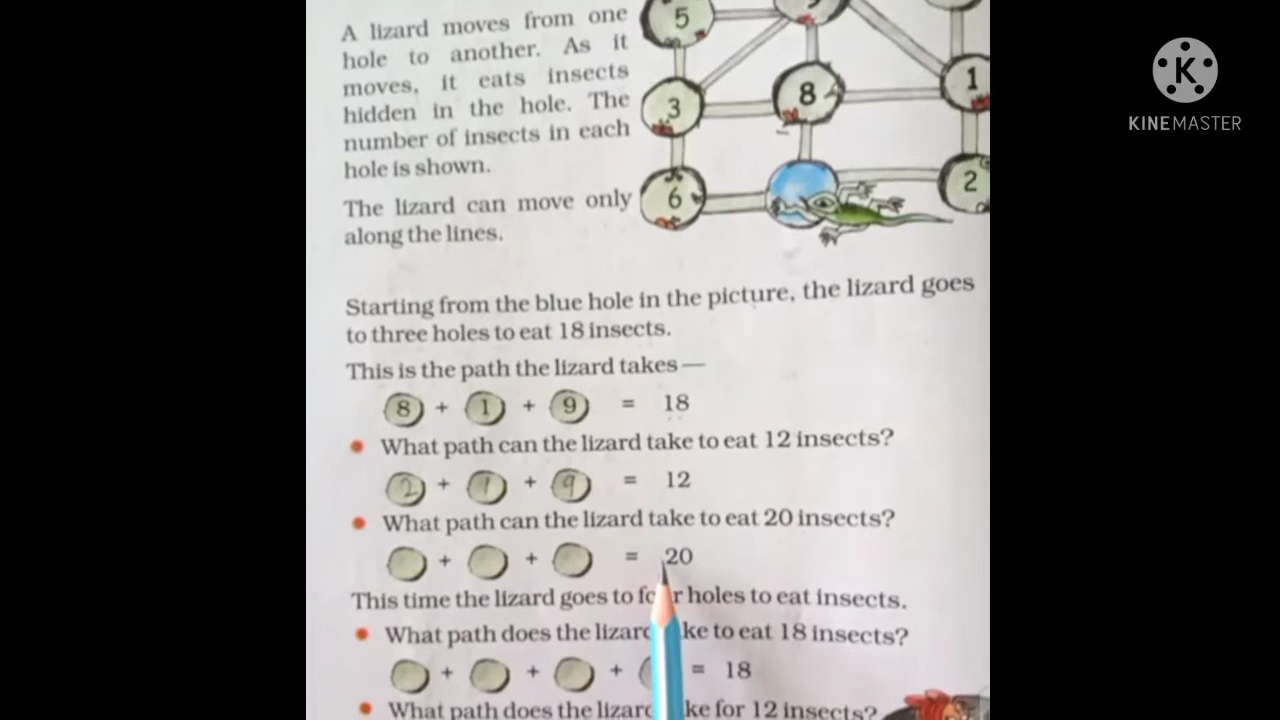 A lizard moves from one
hole to another. As it
moves, it eats insects
hidden in the hole. The
number of insects in each
hole is shown.
The lizard can move only
along the lines.
5
3
8
1
6
2
K
KINEMASTER
Starting from the blue hole in the picture, the lizard goes
to three holes to eat 18 insects.
This is the path the lizard takes —
8 + 1 + 9 = 18
• What path can the lizard take to eat 12 insects?
2 + 1 + 9 = 12
• What path can the lizard take to eat 20 insects?
+ + = 20
This time the lizard goes to holes to eat insects.
• What path does the to eat 18 insects?
+ + + = 18
• What path does the for 12 insects?